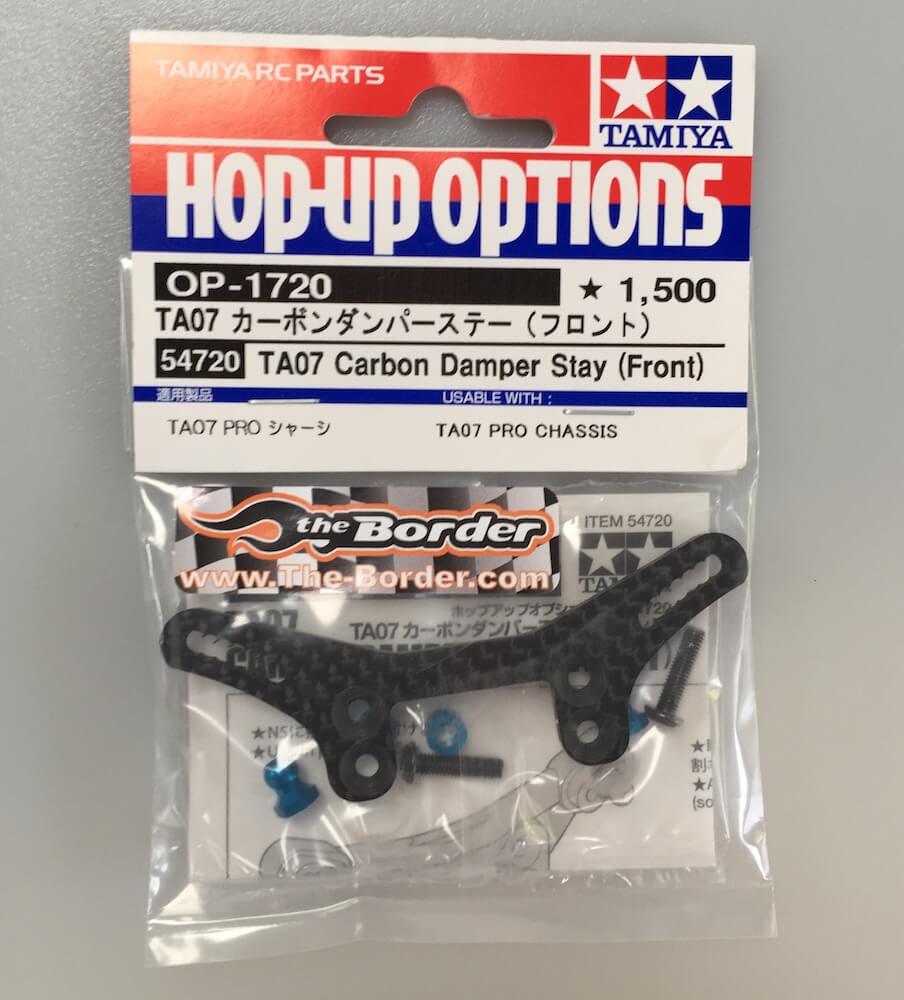 TAMIYA RC PARTS
TAMIYA
HOP-UP OPTIONS
OP-1720
★ 1,500
TA07 カーボンダンパーステー（フロント）
54720 TA07 Carbon Damper Stay (Front)
適用製品
USABLE WITH :
TA07 PRO シャーシ
TA07 PRO CHASSIS
the Border
www.The-Border.com
ITEM 54720
TA07
TA07 カーボンダンパー